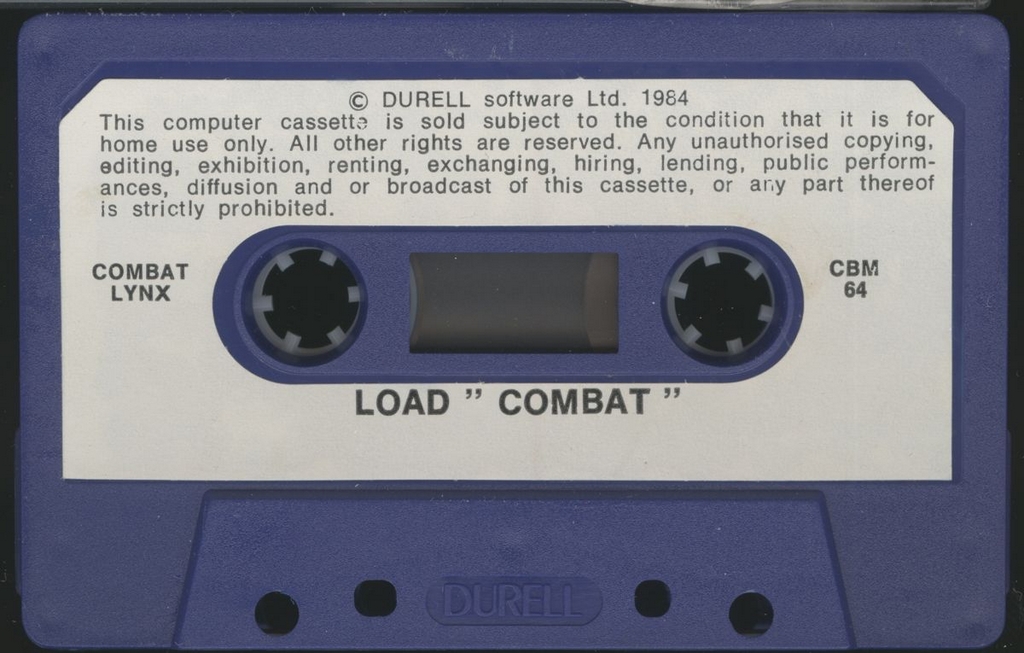 © DURELL software Ltd. 1984
This computer cassette is sold subject to the condition that it is for
home use only. All other rights are reserved. Any unauthorised copying,
editing, exhibition, renting, exchanging, hiring, lending, public perform-
ances, diffusion and or broadcast of this cassette, or any part thereof
is strictly prohibited.
COMBAT
LYNX
CBM
64
LOAD ” COMBAT ”
DURELL